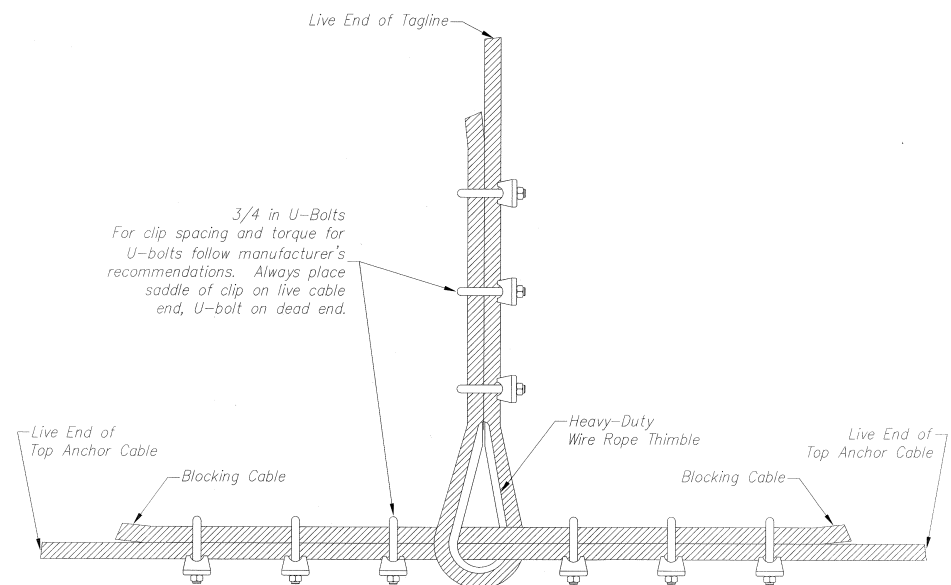 Live End of Tagline
3/4 in U-Bolts
For clip spacing and torque for
U-bolts follow manufacturer's
recommendations. Always place
saddle of clip on live cable
end, U-bolt on dead end.
Heavy-Duty
Wire Rope Thimble
Live End of
Top Anchor Cable
Blocking Cable
Blocking Cable
Live End of
Top Anchor Cable